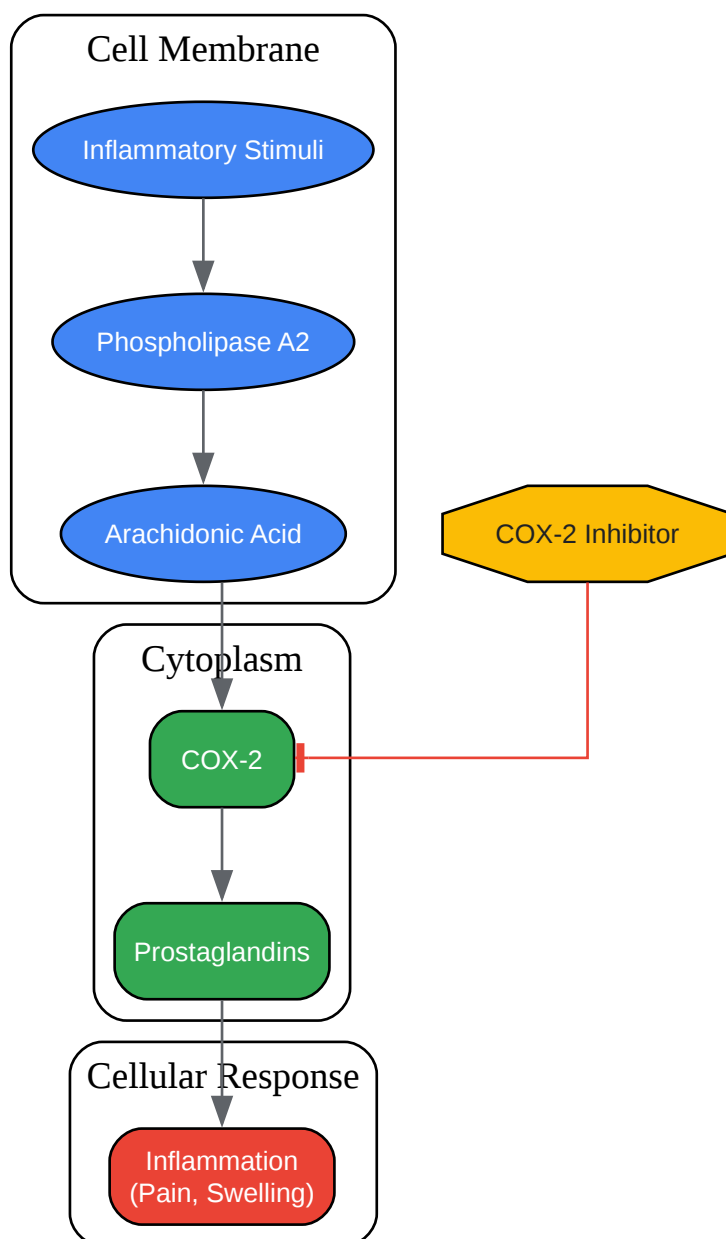 Cell Membrane
Inflammatory Stimuli
Phospholipase A2
Arachidonic Acid
COX-2 Inhibitor
Cytoplasm
COX-2
Prostaglandins
Cellular Response
Inflammation
(Pain, Swelling)